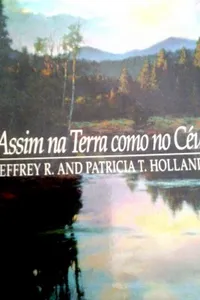 Assim na Terra como no Céu
JEFFREY R. AND PATRICIA T. HOLLAND